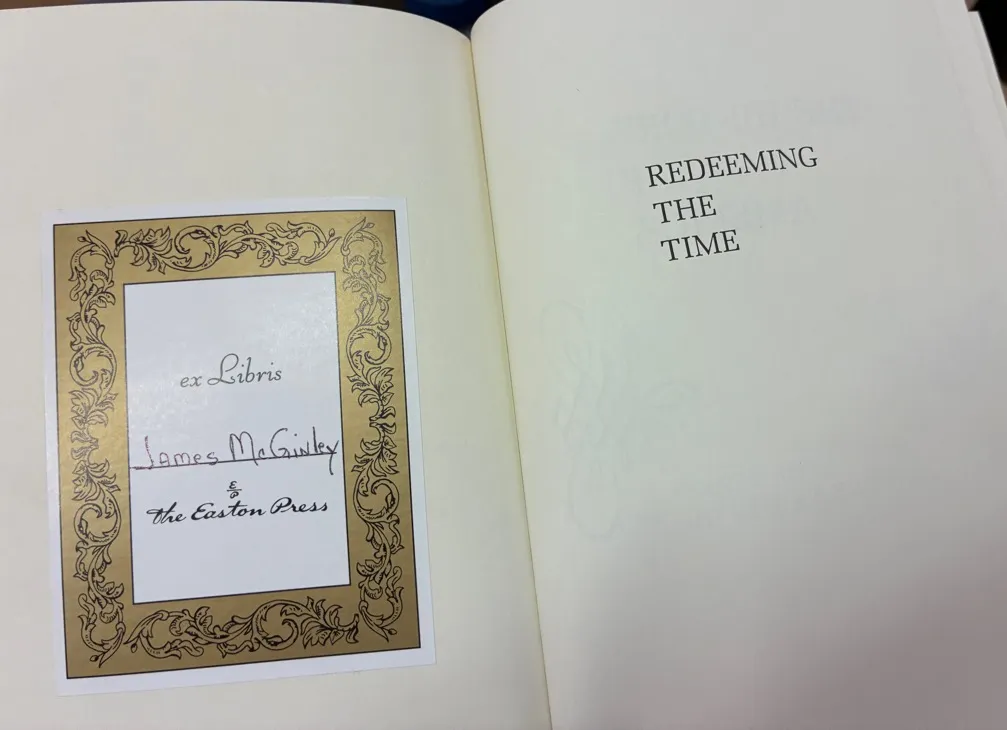 ex Libris
James McGinley
E
P
the Easton Press
REDEEMING
THE
TIME